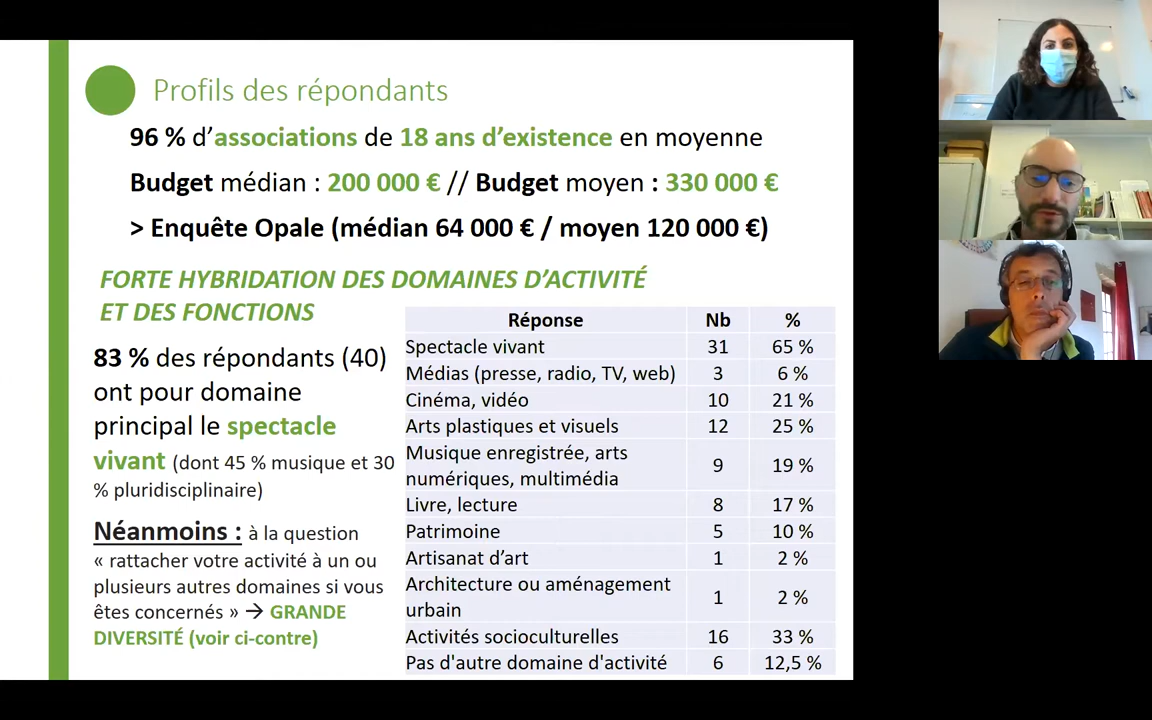 Profils des répondants
96 % d’associations de 18 ans d’existence en moyenne
Budget médian : 200 000 € // Budget moyen : 330 000 €
> Enquête Opale (médian 64 000 € / moyen 120 000 €)
FORTE HYBRIDATION DES DOMAINES D’ACTIVITÉ
ET DES FONCTIONS
83 % des répondants (40)
ont pour domaine
principal le spectacle
vivant (dont 45 % musique et 30
% pluridisciplinaire)
Néanmoins : à la question
« rattacher votre activité à un ou
plusieurs autres domaines si vous
êtes concernés » → GRANDE
DIVERSITÉ (voir ci-contre)
Réponse Nb %
Spectacle vivant 31 65 %
Médias (presse, radio, TV, web) 3 6 %
Cinéma, vidéo 10 21 %
Arts plastiques et visuels 12 25 %
Musique enregistrée, arts
numériques, multimédia 9 19 %
Livre, lecture 8 17 %
Patrimoine 5 10 %
Artisanat d’art 1 2 %
Architecture ou aménagement
urbain 1 2 %
Activités socioculturelles 16 33 %
Pas d'autre domaine d'activité 6 12,5 %